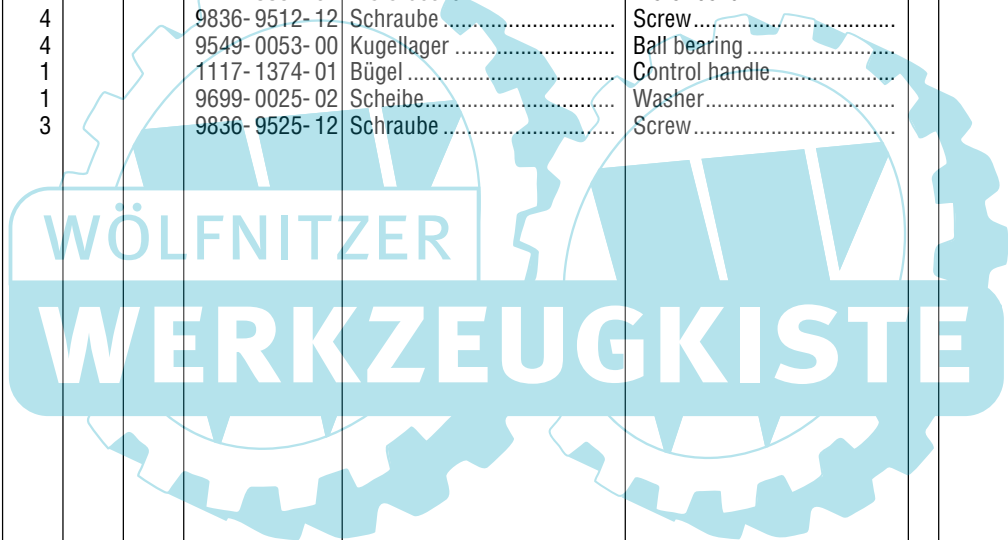 4 9836- 9512- 12 Schraube ............................ Screw.................................
4 9549- 0053- 00 Kugellager .......................... Ball bearing ........................
1 1117- 1374- 01 Bügel .................................. Control handle....................
1 9699- 0025- 02 Scheibe............................... Washer...............................
3 9836- 9525- 12 Schraube ............................ Screw.................................
WÖLFNITZER
WERKZEUGKISTE